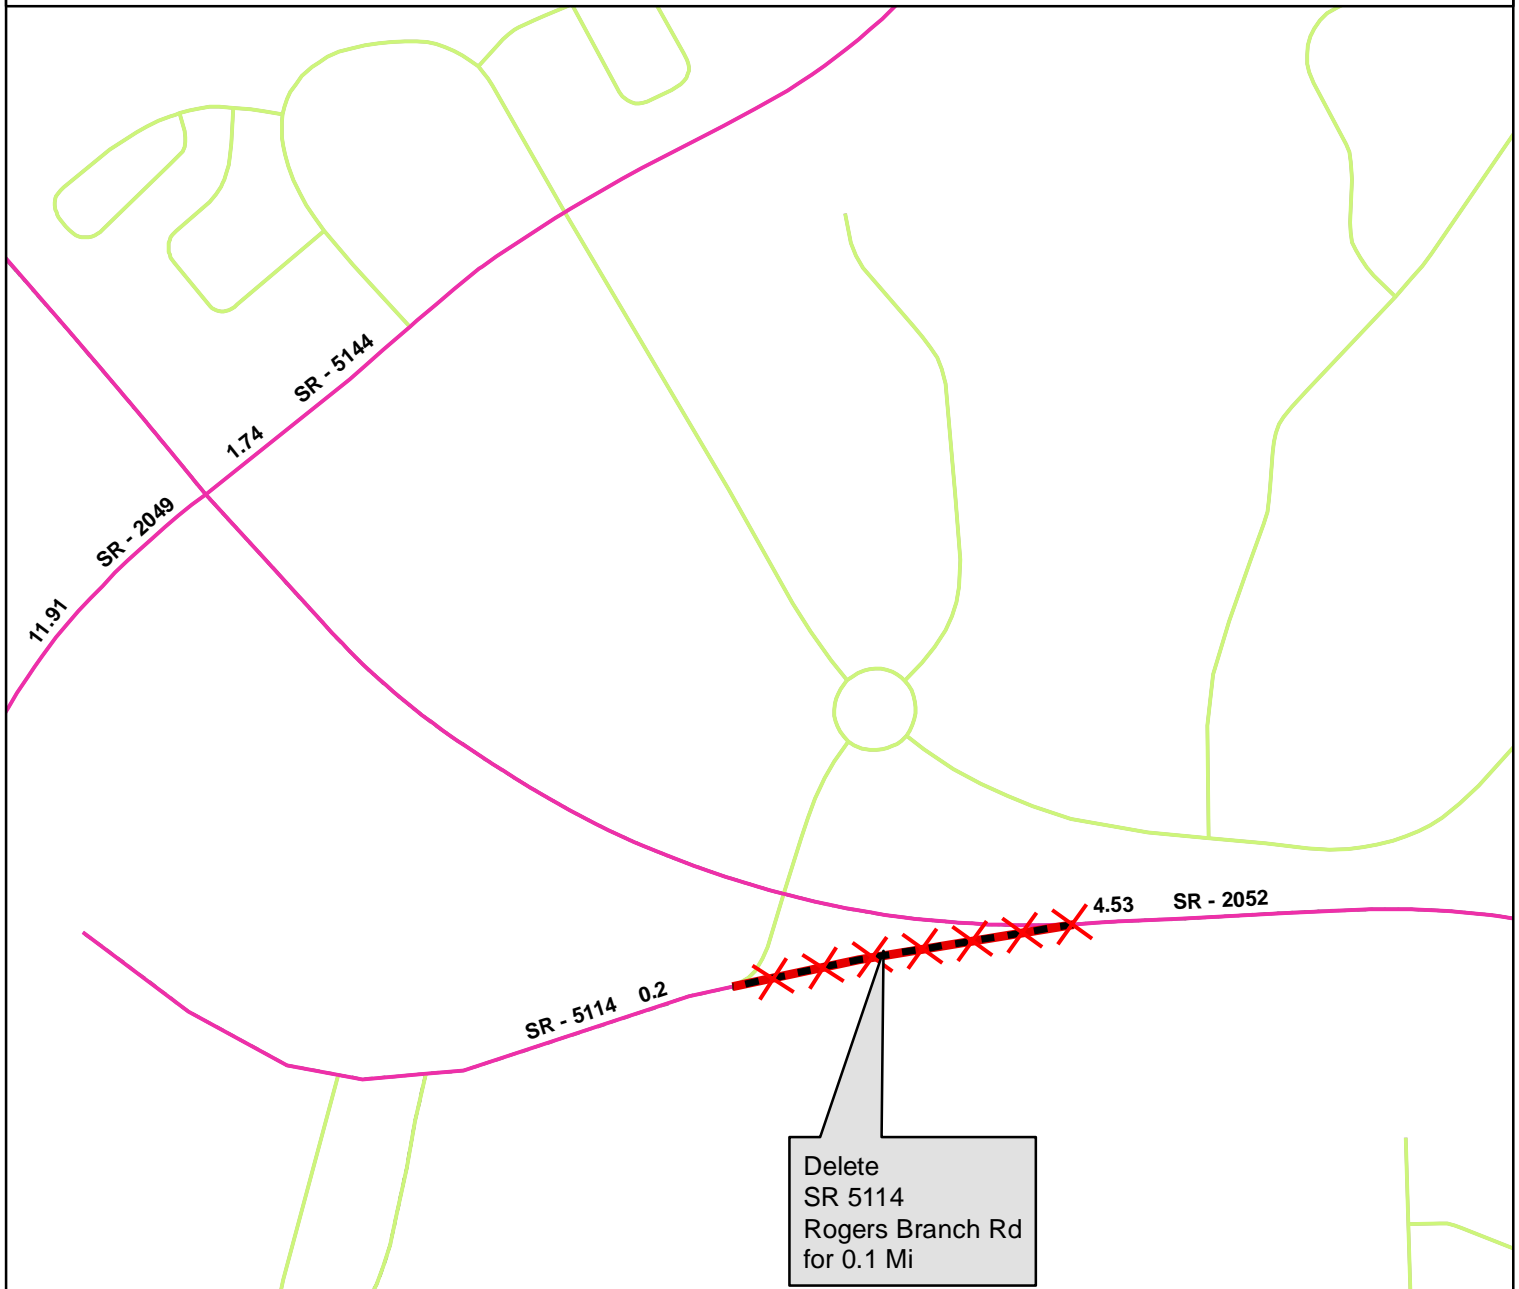 SR - 5144
1.74
SR - 2049
11.91
4.53 SR - 2052
SR - 5114 0.2
Delete
SR 5114
Rogers Branch Rd
for 0.1 Mi